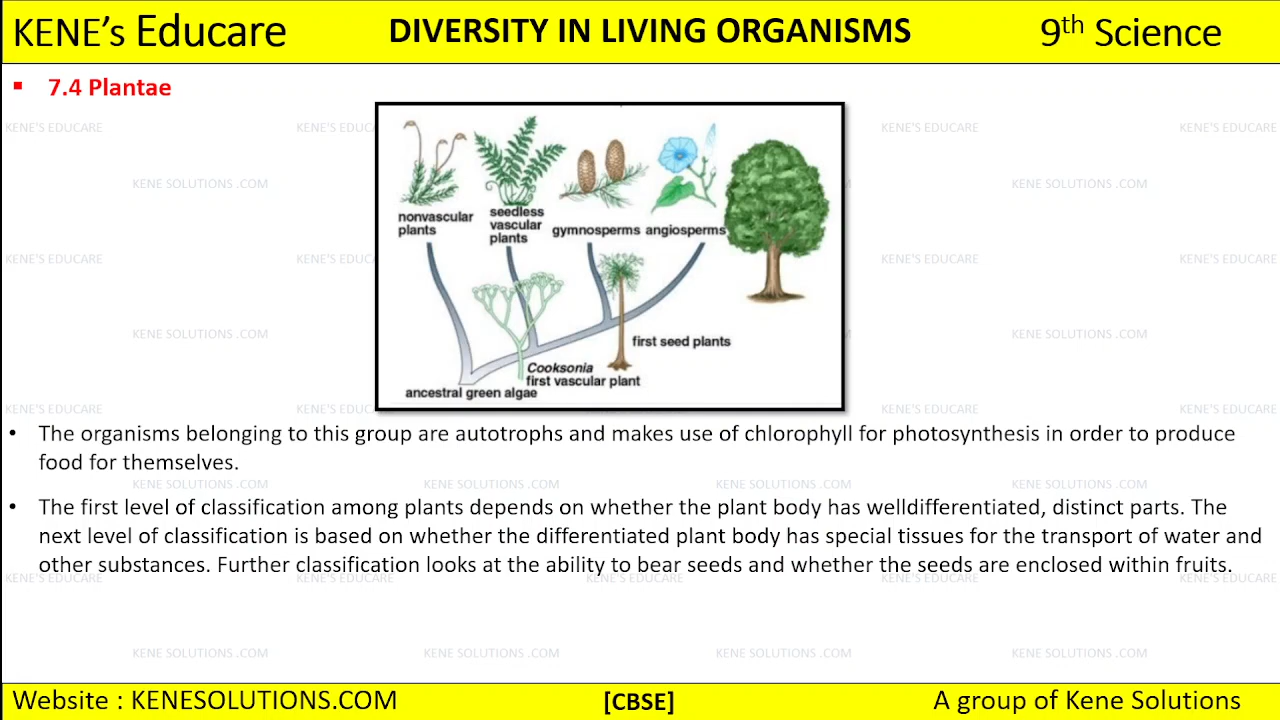 KENE's Educare
DIVERSITY IN LIVING ORGANISMS
9th Science
▪ 7.4 Plantae
nonvascular
plants
seedless
vascular
plants
gymnosperms
angiosperms
first seed plants
Cooksonia
first vascular plant
ancestral green algae
• The organisms belonging to this group are autotrophs and makes use of chlorophyll for photosynthesis in order to produce
food for themselves.
• The first level of classification among plants depends on whether the plant body has welldifferentiated, distinct parts. The
next level of classification is based on whether the differentiated plant body has special tissues for the transport of water and
other substances. Further classification looks at the ability to bear seeds and whether the seeds are enclosed within fruits.
KENE'S EDUCARE
KENE SOLUTIONS .COM
Website : KENESOLUTIONS.COM
[CBSE]
A group of Kene Solutions